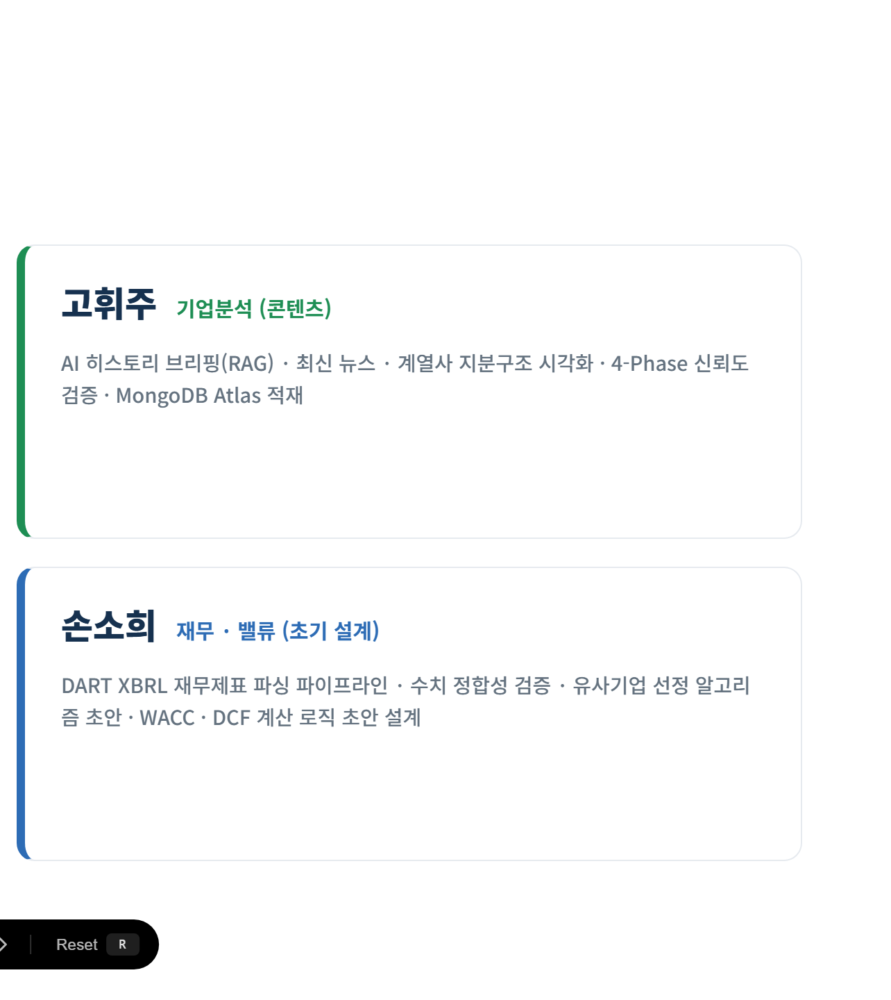 고휘주 기업분석 (콘텐츠)
AI 히스토리 브리핑(RAG) · 최신 뉴스 · 계열사 지분구조 시각화 · 4-Phase 신뢰도
검증 · MongoDB Atlas 적재
손소희 재무 · 밸류 (초기 설계)
DART XBRL 재무제표 파싱 파이프라인 · 수치 정합성 검증 · 유사기업 선정 알고리
즘 초안 · WACC · DCF 계산 로직 초안 설계
Reset R